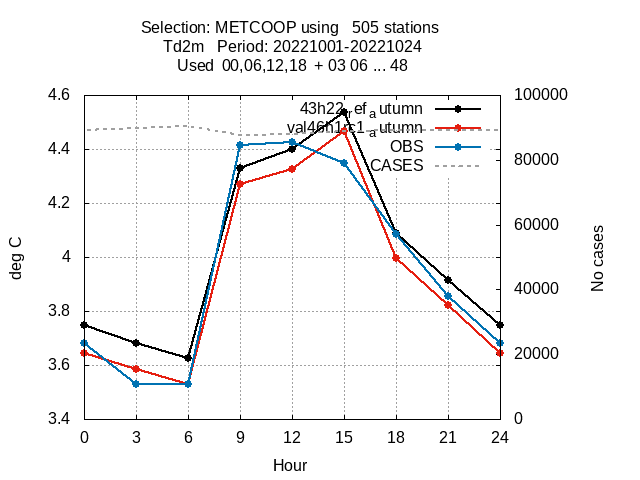 Selection: METCOOP using 505 stations
Td2m Period: 20221001-20221024
Used 00,06,12,18 + 03 06 ... 48
4.6
4.4
4.2
4
3.8
3.6
3.4
deg C
100000
80000
60000
40000
20000
0
No cases
OBS
CASES
0 3 6 9 12 15 18 21 24
Hour